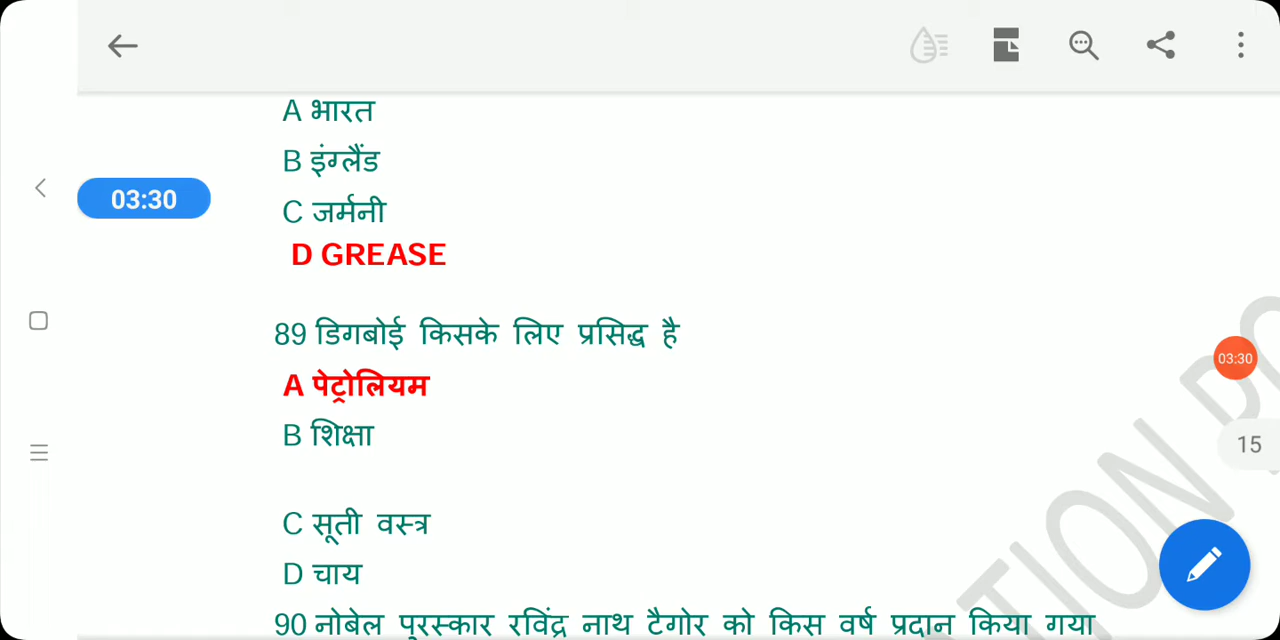 A भारत
B इंग्लैंड
03:30
C जर्मनी
D GREASE
89 डिगबोई किसके लिए प्रसिद्ध है
03:30
A पेट्रोलियम
B शिक्षा
15
C सूती वस्त्र
D चाय
90 नोबेल पुरस्कार रविंद्र नाथ टैगोर को किस वर्ष प्रदान किया गया